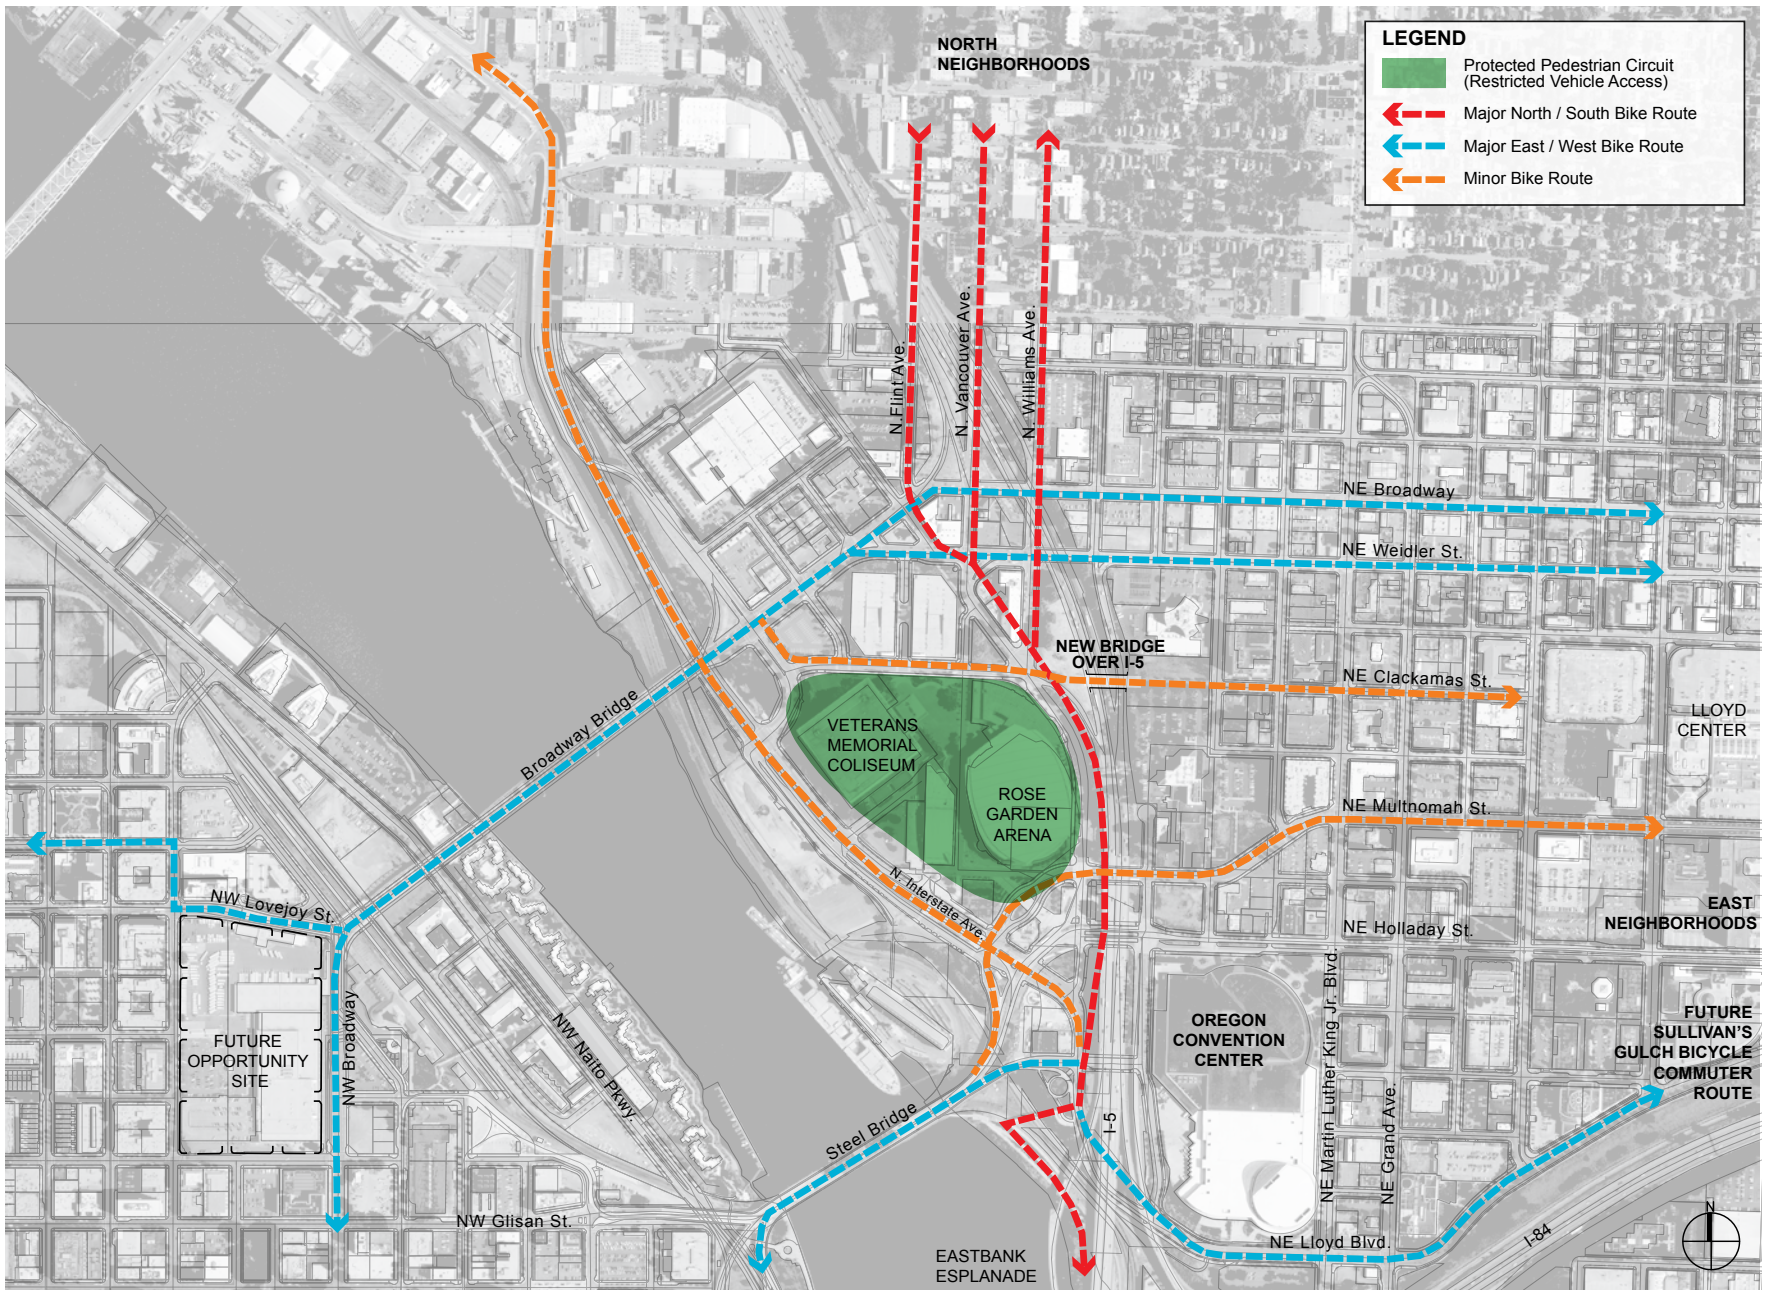 NORTH
NEIGHBORHOODS
LEGEND
Protected Pedestrian Circuit
(Restricted Vehicle Access)
Major North / South Bike Route
Major East / West Bike Route
Minor Bike Route
N.Flint Ave.
N. Vancouver Ave.
N. Williams Ave.
NE Broadway
NE Weidler St.
NEW BRIDGE
OVER I-5
NE Clackamas St.
LLOYD
CENTER
Broadway Bridge
VETERANS
MEMORIAL
COLISEUM
ROSE
GARDEN
ARENA
NE Multnomah St.
N. Interstate Ave.
NW Lovejoy St.
EAST
NEIGHBORHOODS
NE Holladay St.
FUTURE
OPPORTUNITY
SITE
NW Broadway
NW Naito Pkwy.
OREGON
CONVENTION
CENTER
NE Martin Luther King Jr. Blvd.
NE Grand Ave.
FUTURE
SULLIVAN'S
GULCH BICYCLE
COMMUTER
ROUTE
Steel Bridge
I-5
NW Glisan St.
EASTBANK
ESPLANADE
NE Lloyd Blvd.
I-84
N